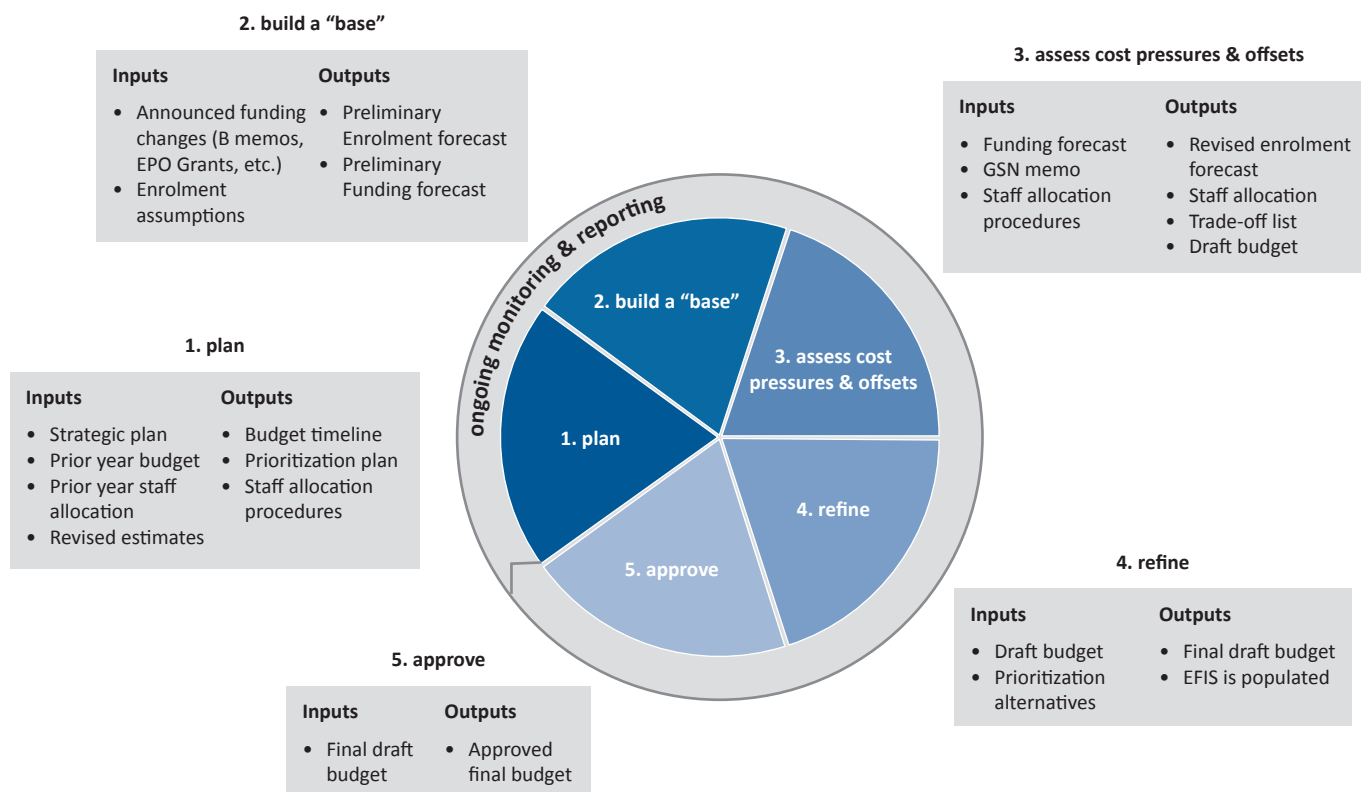 2. build a “base”
Inputs
• Announced funding
changes (B memos,
EPO Grants, etc.)
• Enrolment
assumptions
Outputs
• Preliminary
Enrolment forecast
• Preliminary
Funding forecast
3. assess cost pressures & offsets
Inputs
• Funding forecast
• GSN memo
• Staff allocation
procedures
Outputs
• Revised enrolment
forecast
• Staff allocation
• Trade-off list
• Draft budget
ongoing monitoring & reporting
2. build a “base”
3. assess cost
pressures & offsets
1. plan
4. refine
5. approve
1. plan
Inputs
• Strategic plan
• Prior year budget
• Prior year staff
allocation
• Revised estimates
Outputs
• Budget timeline
• Prioritization plan
• Staff allocation
procedures
4. refine
Inputs
• Draft budget
• Prioritization
alternatives
Outputs
• Final draft budget
• EFIS is populated
5. approve
Inputs
• Final draft
budget
Outputs
• Approved
final budget